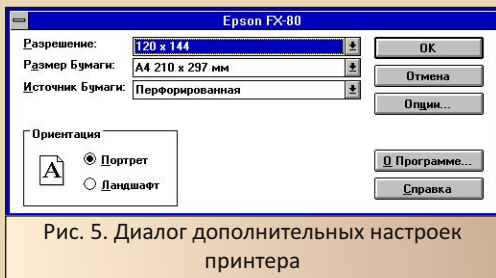 Epson FX-80
Разрешение: 120 x 144 OK
Размер Бумаги: A4 210 x 297 мм Отмена
Источник Бумаги: Перфорированная Опции...
Ориентация
A Портрет О Программе...
Ландшафт Справка
Рис. 5. Диалог дополнительных настроек
принтера